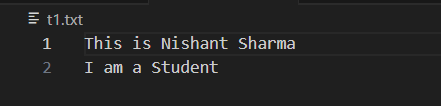 t1.txt
1 This is Nishant Sharma
2 I am a Student